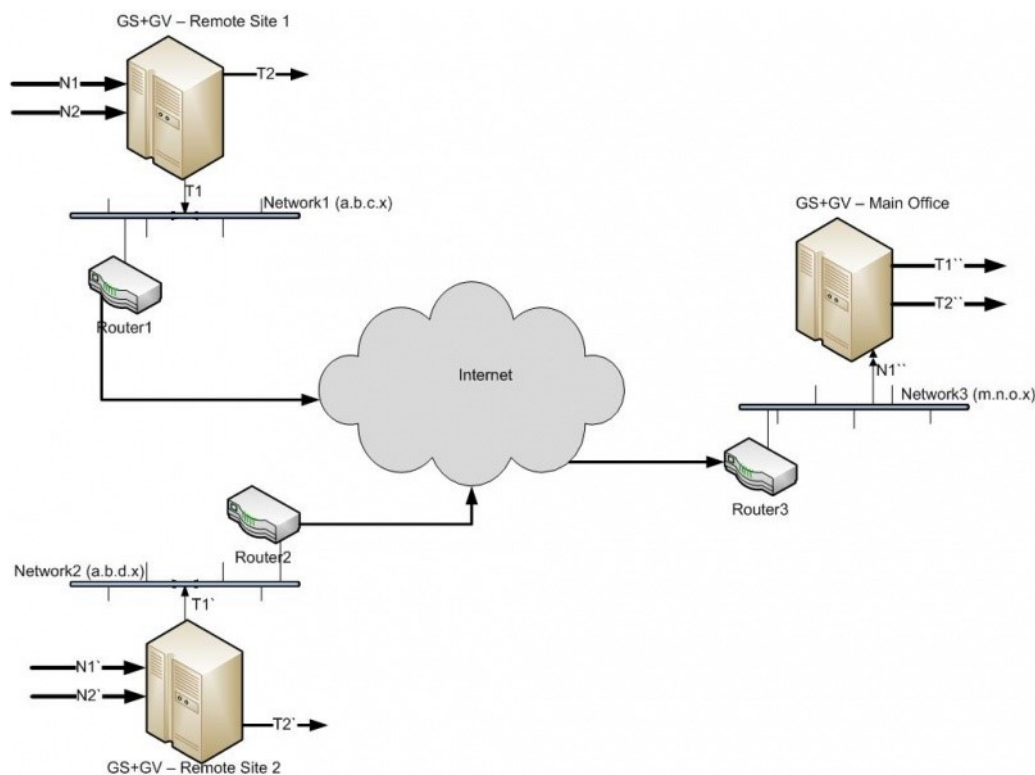 GS+GV – Remote Site 1
N1
T2
N2
T1
Network1 (a.b.c.x)
Router1
GS+GV – Main Office
T1``
T2``
N1``
Network3 (m.n.o.x)
Internet
Router3
Router2
Network2 (a.b.d.x)
T1`
N1`
N2`
T2`
GS+GV – Remote Site 2